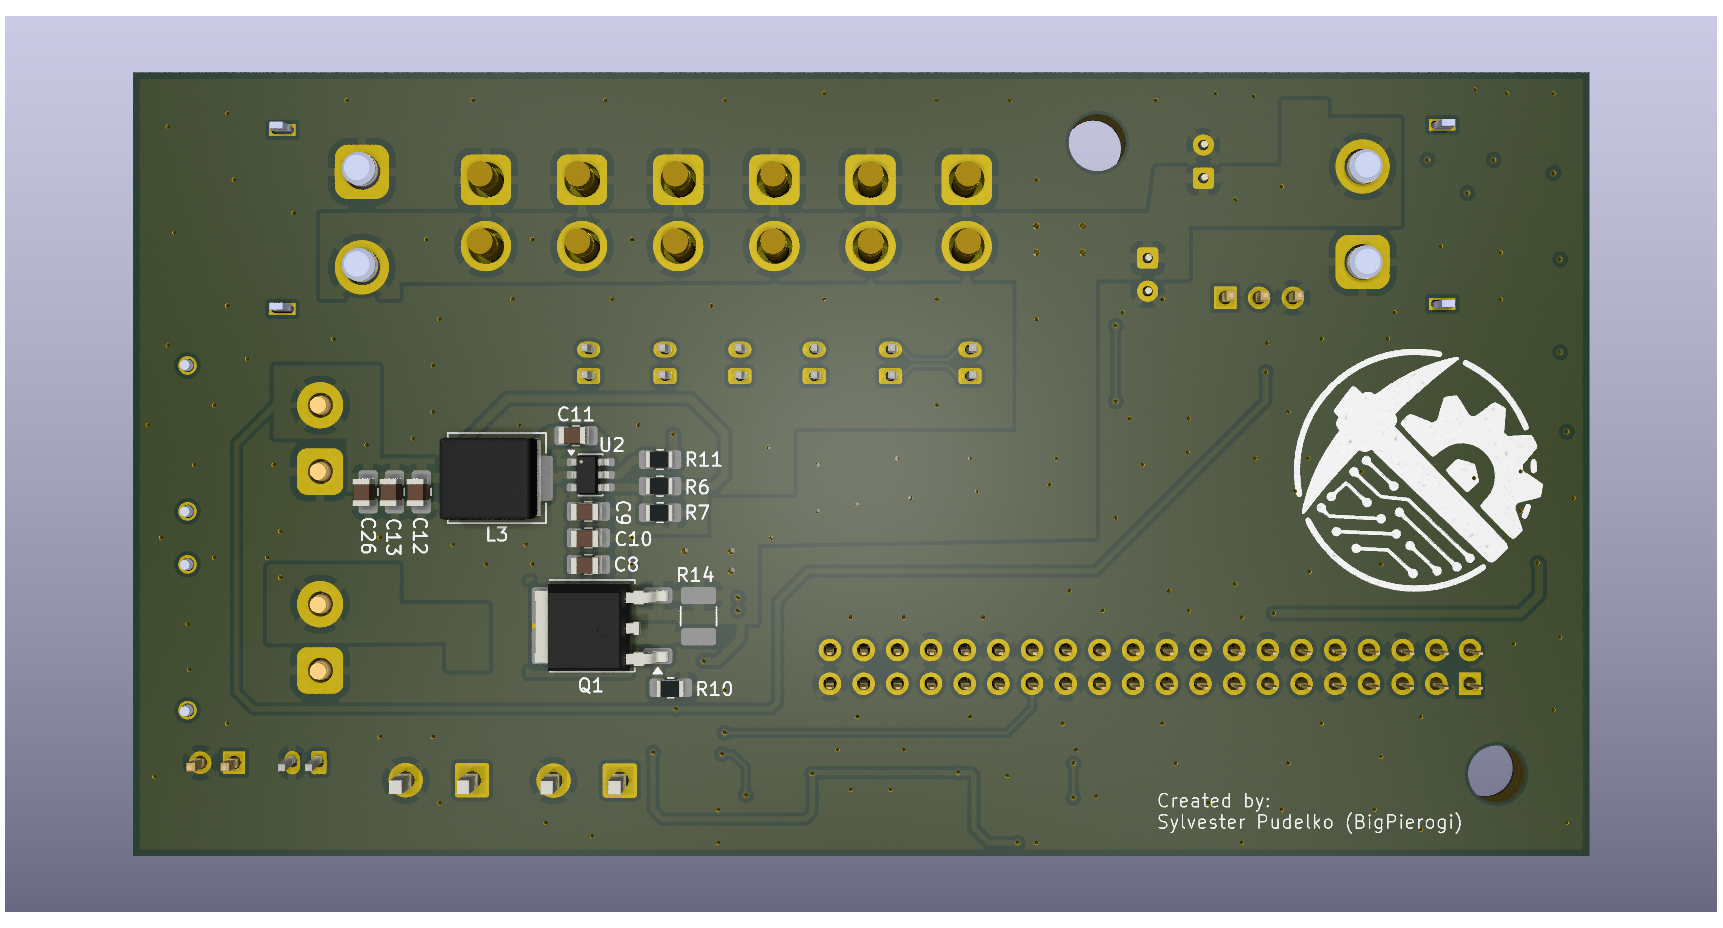 C11
U2
R11
R6
R7
C9
C10
C8
C26
C13
C12
L3
R14
Q1
R10
Created by:
Sylvester Pudelko (BigPierogi)